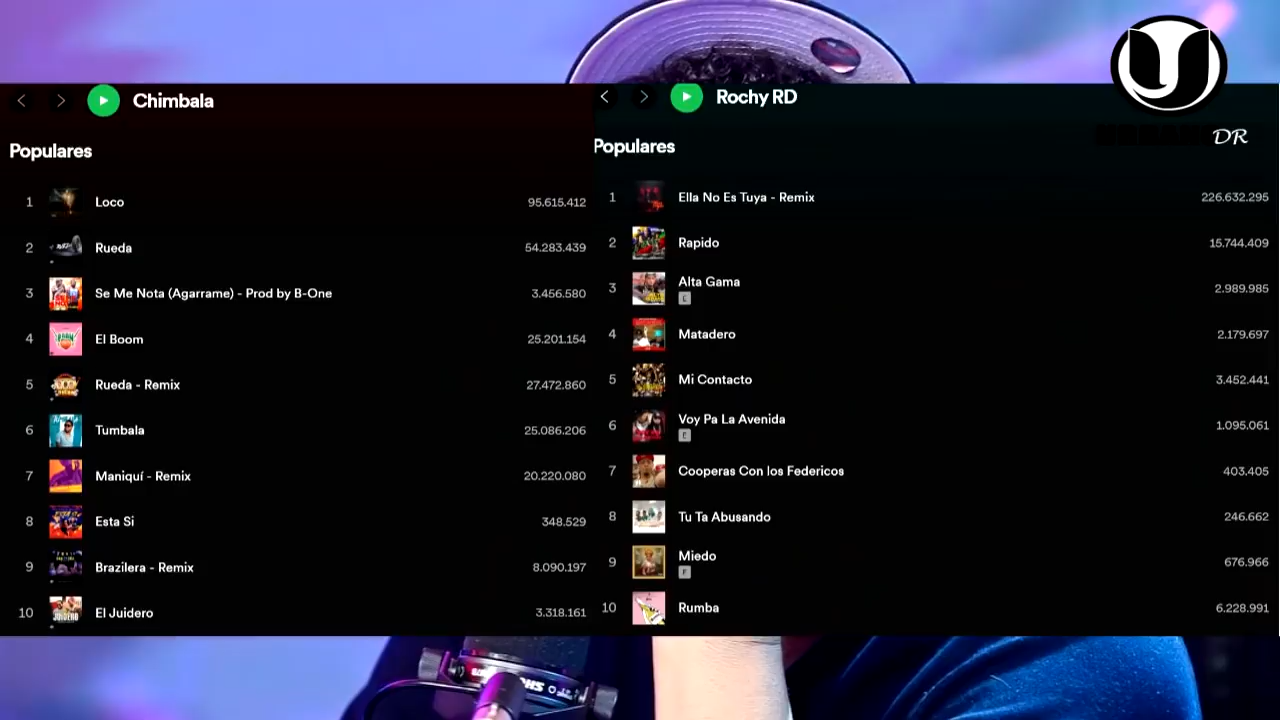 Chimbala
Populares
1 Loco 95.615.412
2 Rueda 54.283.439
3 Se Me Nota (Agarrame) - Prod by B-One 3.456.580
4 El Boom 25.201.154
5 Rueda - Remix 27.472.860
6 Tumbala 25.086.206
7 Maniquí - Remix 20.220.080
8 Esta Si 348.529
9 Brazilera - Remix 8.090.197
10 El Juidero 3.318.161
Rochy RD
Populares
1 Ella No Es Tuya - Remix 226.632.295
2 Rapido 15.744.409
3 Alta Gama 2.989.985
E
4 Matadero 2.179.697
5 Mi Contacto 3.452.441
6 Voy Pa La Avenida 1.095.061
E
7 Cooperas Con los Federicos 403.405
8 Tu Ta Abusando 246.662
9 Miedo 676.966
E
10 Rumba 6.228.991
U
DR